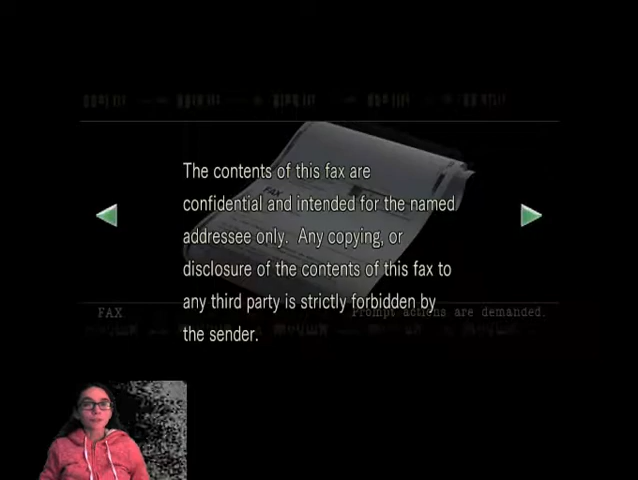 The contents of this fax are
confidential and intended for the named
addressee only.  Any copying, or
disclosure of the contents of this fax to
any third party is strictly forbidden by
FAX
Prompt actions are demanded.
the sender.